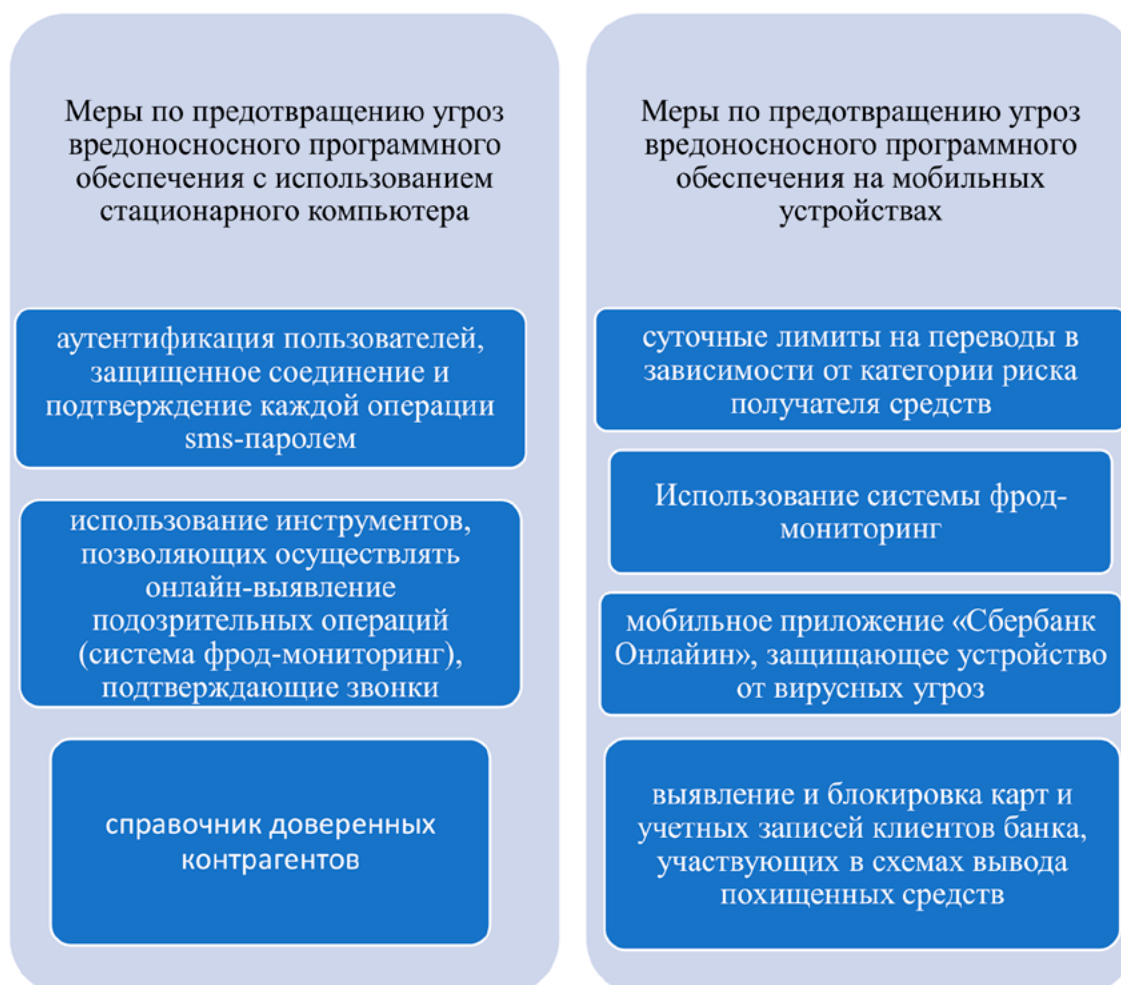 Меры по предотвращению угроз
вредоносносного программного
обеспечения с использованием
стационарного компьютера
аутентификация пользователей,
защищенное соединение и
подтверждение каждой операции
sms-паролем
использование инструментов,
позволяющих осуществлять
онлайн-выявление
подозрительных операций
(система фрод-мониторинг),
подтверждающие звонки
справочник доверенных
контрагентов
Меры по предотвращению угроз
вредоносносного программного
обеспечения на мобильных
устройствах
суточные лимиты на переводы в
зависимости от категории риска
получателя средств
Использование системы фрод-
мониторинг
мобильное приложение «Сбербанк
Онлайин», защищающее устройство
от вирусных угроз
выявление и блокировка карт и
учетных записей клиентов банка,
участвующих в схемах вывода
похищенных средств